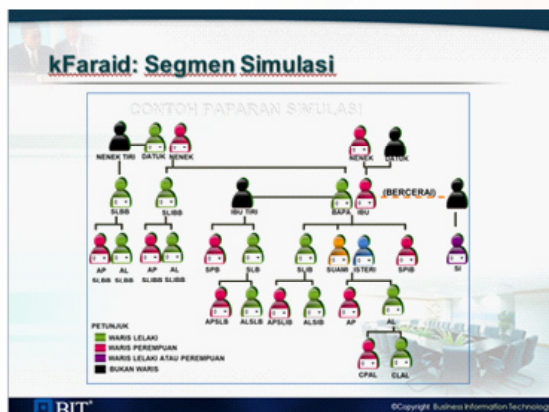 kFaraid: Segmen Simulasi
CONTOH PAPARAN SIMULASI
NENEK TIRI DATUK NENEK NENEK DATUK
(BERCERAI)
SLBB SLIBB IBU TIRI BAPA IBU
AP AL AP AL SPB SLB SLIB SUAMI ISTERI SPIB SI
SLBB SLBB SLIBB SLIBB
APSLB ALSLB APSLIB ALSIB AP AL
PETUNJUK
WARIS LELAKI
WARIS PEREMPUAN
WARIS LELAKI ATAU PEREMPUAN
BUKAN WARIS
CPAL CLAL
BIT
©Copyright Business Information Technology